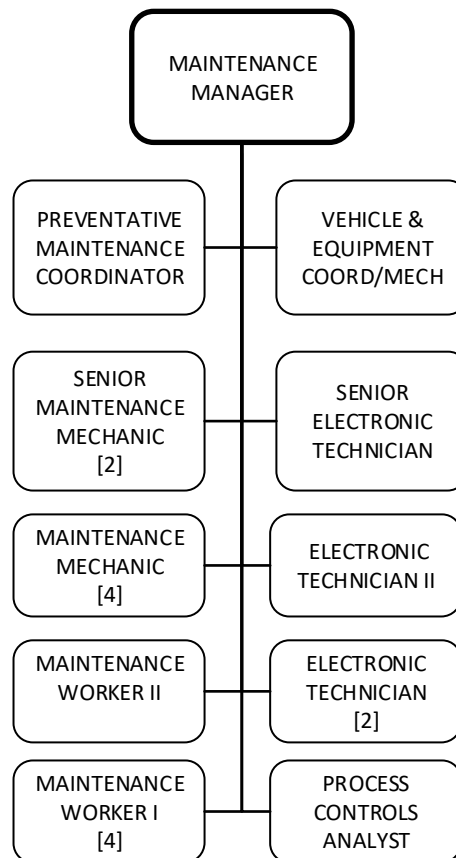 MAINTENANCE
MANAGER
PREVENTATIVE
MAINTENANCE
COORDINATOR
VEHICLE &
EQUIPMENT
COORD/MECH
SENIOR
MAINTENANCE
MECHANIC
[2]
SENIOR
ELECTRONIC
TECHNICIAN
MAINTENANCE
MECHANIC
[4]
ELECTRONIC
TECHNICIAN II
MAINTENANCE
WORKER II
ELECTRONIC
TECHNICIAN
[2]
MAINTENANCE
WORKER I
[4]
PROCESS
CONTROLS
ANALYST